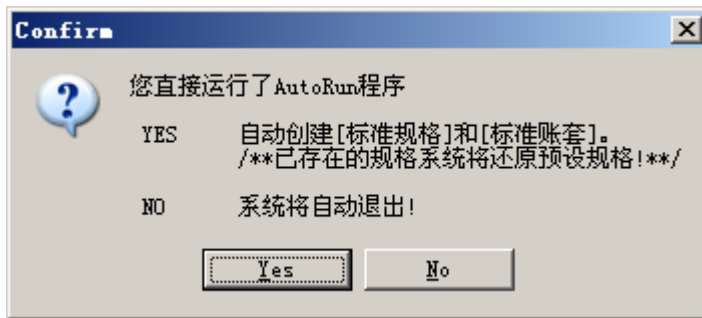 Confirm
您直接运行了AutoRun程序
YES 自动创建[标准规格]和[标准账套]。
/**已存在的规格系统将还原预设规格!**/
NO 系统将自动退出!
Yes No